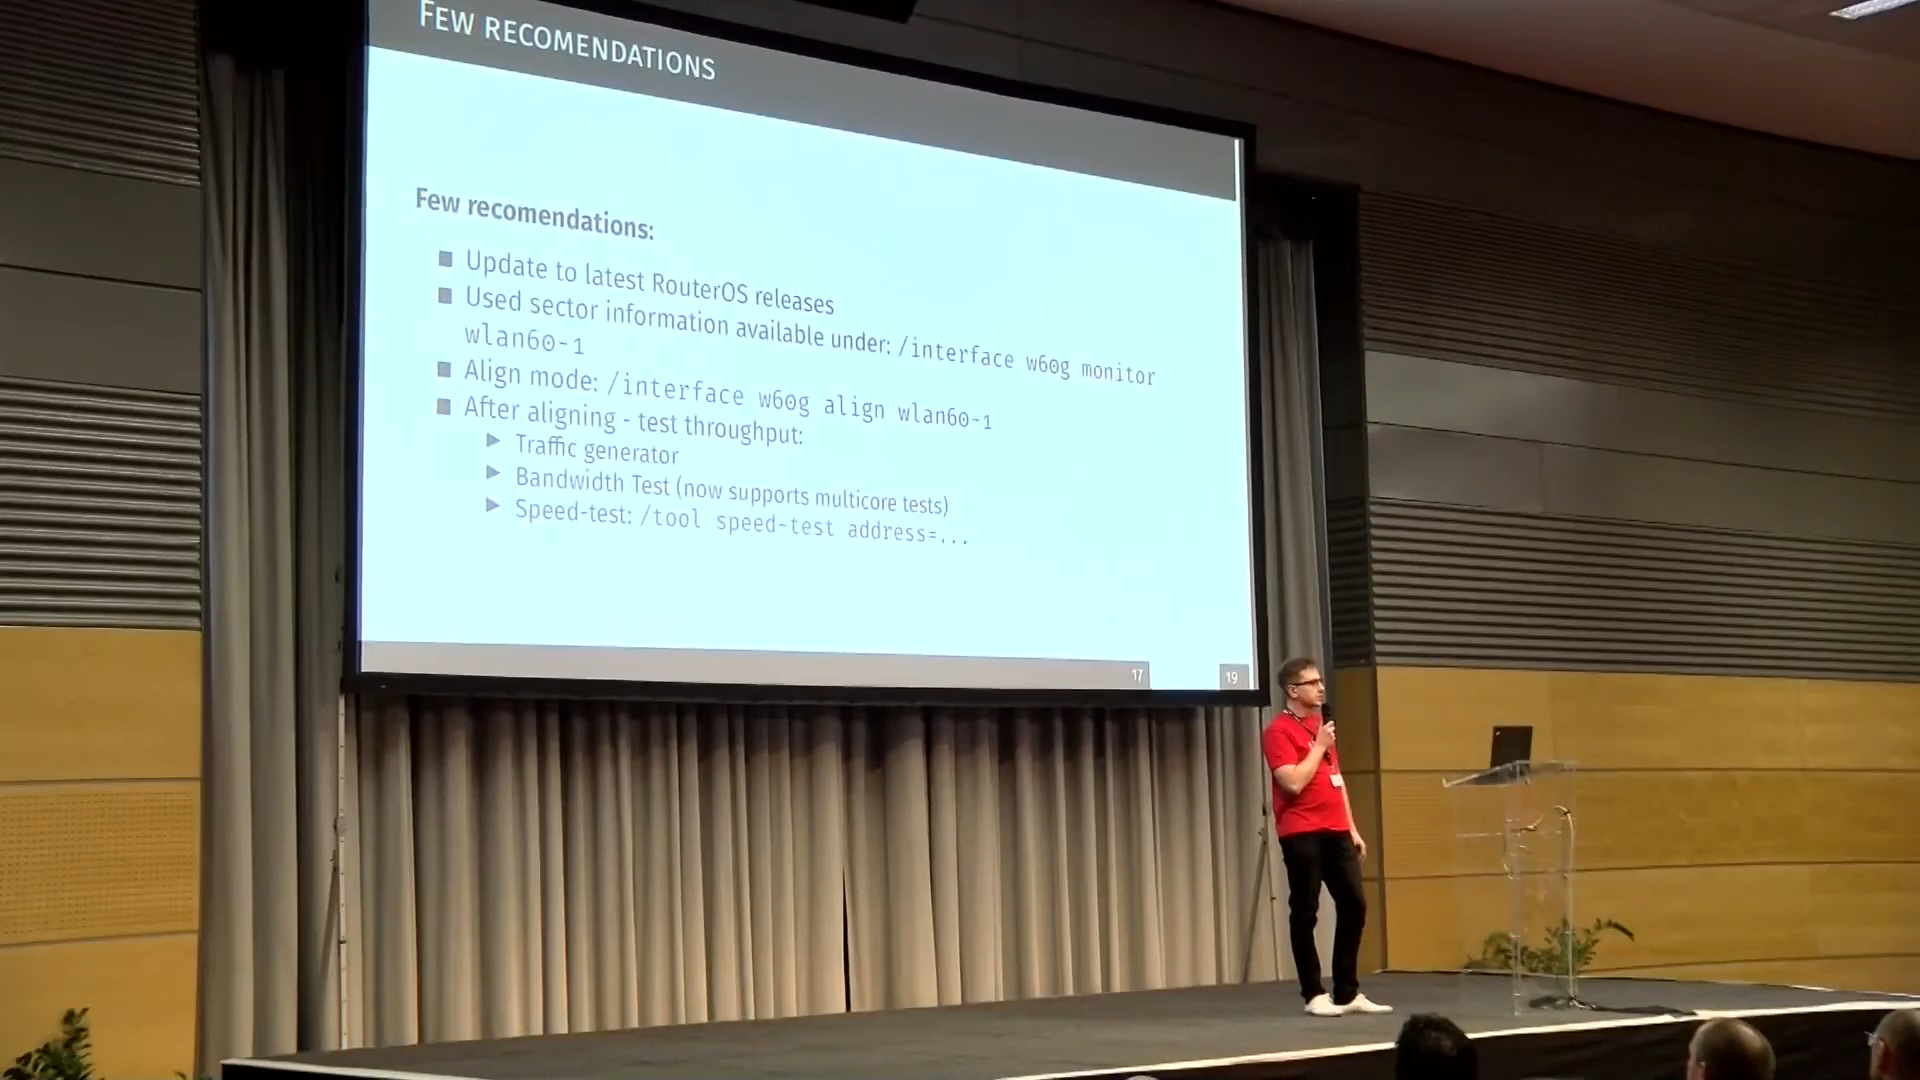 FEW RECOMENDATIONS
Few recomendations:
Update to latest RouterOS releases
Used sector information available under: /interface w60g monitor
wlan60-1
Align mode: /interface w60g align wlan60-1
After aligning - test throughput:
Traffic generator
Bandwidth Test (now supports multicore tests)
Speed-test: /tool speed-test address=...
17
19